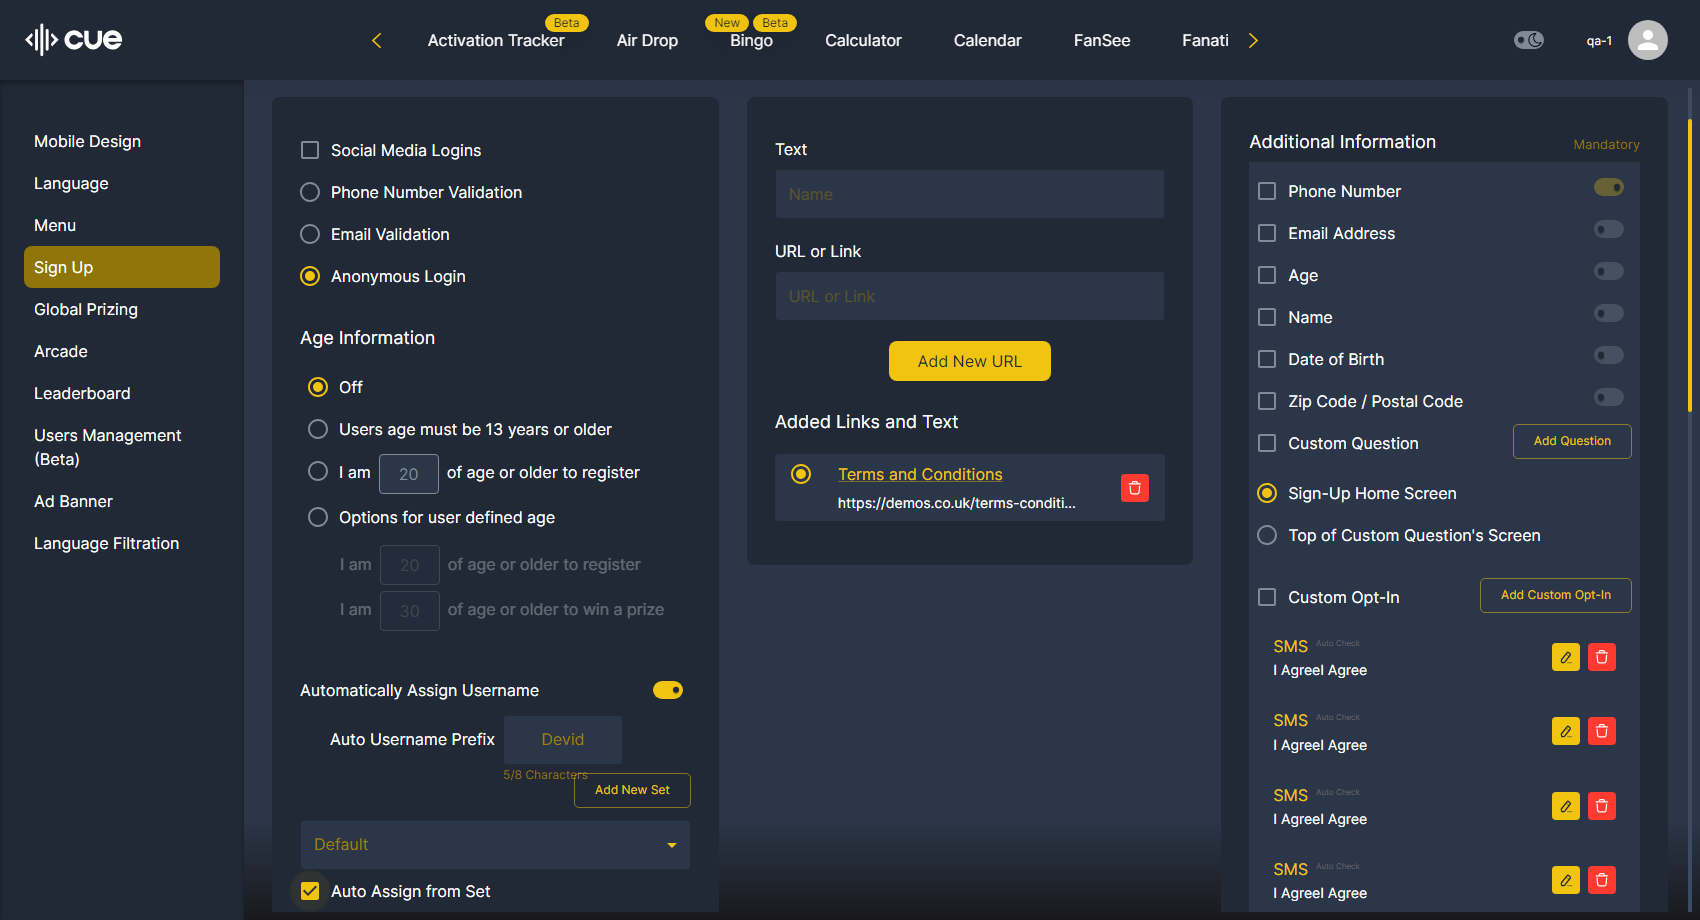 cue
Activation Tracker
Beta
Air Drop
New
Beta
Bingo
Calculator
Calendar
FanSee
Fanati
qa-1
Mobile Design
Language
Menu
Sign Up
Global Prizing
Arcade
Leaderboard
Users Management
(Beta)
Ad Banner
Language Filtration
Social Media Logins
Phone Number Validation
Email Validation
Anonymous Login
Age Information
Off
Users age must be 13 years or older
I am 20 of age or older to register
Options for user defined age
I am 20 of age or older to register
I am 30 of age or older to win a prize
Automatically Assign Username
Auto Username Prefix Devid
5/8 Characters
Add New Set
Default
Auto Assign from Set
Text
Name
URL or Link
URL or Link
Add New URL
Added Links and Text
Terms and Conditions
https://demos.co.uk/terms-conditi...
Additional Information
Mandatory
Phone Number
Email Address
Age
Name
Date of Birth
Zip Code / Postal Code
Custom Question
Add Question
Sign-Up Home Screen
Top of Custom Question's Screen
Custom Opt-In
Add Custom Opt-In
SMS Auto Check
I AgreeI Agree
SMS Auto Check
I AgreeI Agree
SMS Auto Check
I AgreeI Agree
SMS Auto Check
I AgreeI Agree